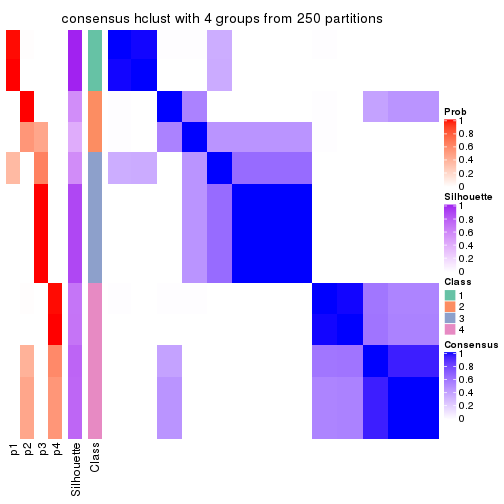 consensus hclust with 4 groups from 250 partitions
Prob
1
0.8
0.6
0.4
0.2
0
Silhouette
1
0.8
0.6
0.4
0.2
0
Class
1
2
3
4
Consensus
1
0.8
0.6
0.4
0.2
0
p1
p2
p3
p4
Silhouette
Class